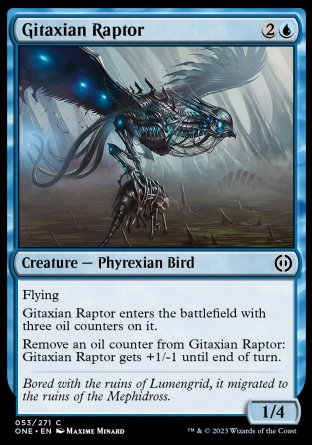 Gitaxian Raptor 2
Creature — Phyrexian Bird
Flying
Gitaxian Raptor enters the battlefield with
three oil counters on it.
Remove an oil counter from Gitaxian Raptor:
Gitaxian Raptor gets +1/-1 until end of turn.
Bored with the ruins of Lumengrid, it migrated to
the ruins of the Mephidross.
1/4
053/271 C
ONE • EN Maxime Minard
™ & © 2023 Wizards of the Coast